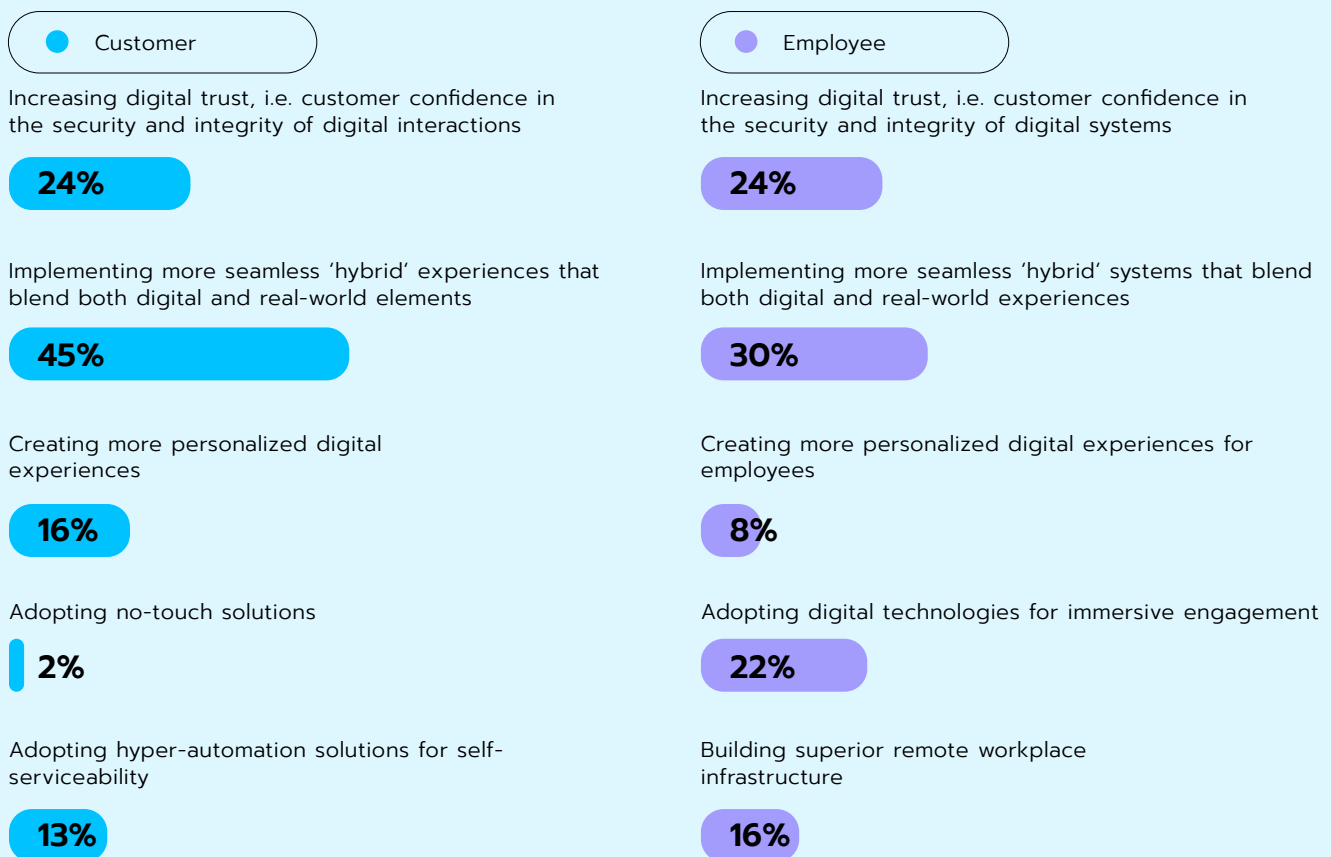 Customer
Increasing digital trust, i.e. customer confidence in
the security and integrity of digital interactions
24%
Implementing more seamless ‘hybrid’ experiences that
blend both digital and real-world elements
45%
Creating more personalized digital
experiences
16%
Adopting no-touch solutions
2%
Adopting hyper-automation solutions for self-
serviceability
13%
Employee
Increasing digital trust, i.e. customer confidence in
the security and integrity of digital systems
24%
Implementing more seamless ‘hybrid’ systems that blend
both digital and real-world experiences
30%
Creating more personalized digital experiences for
employees
8%
Adopting digital technologies for immersive engagement
22%
Building superior remote workplace
infrastructure
16%